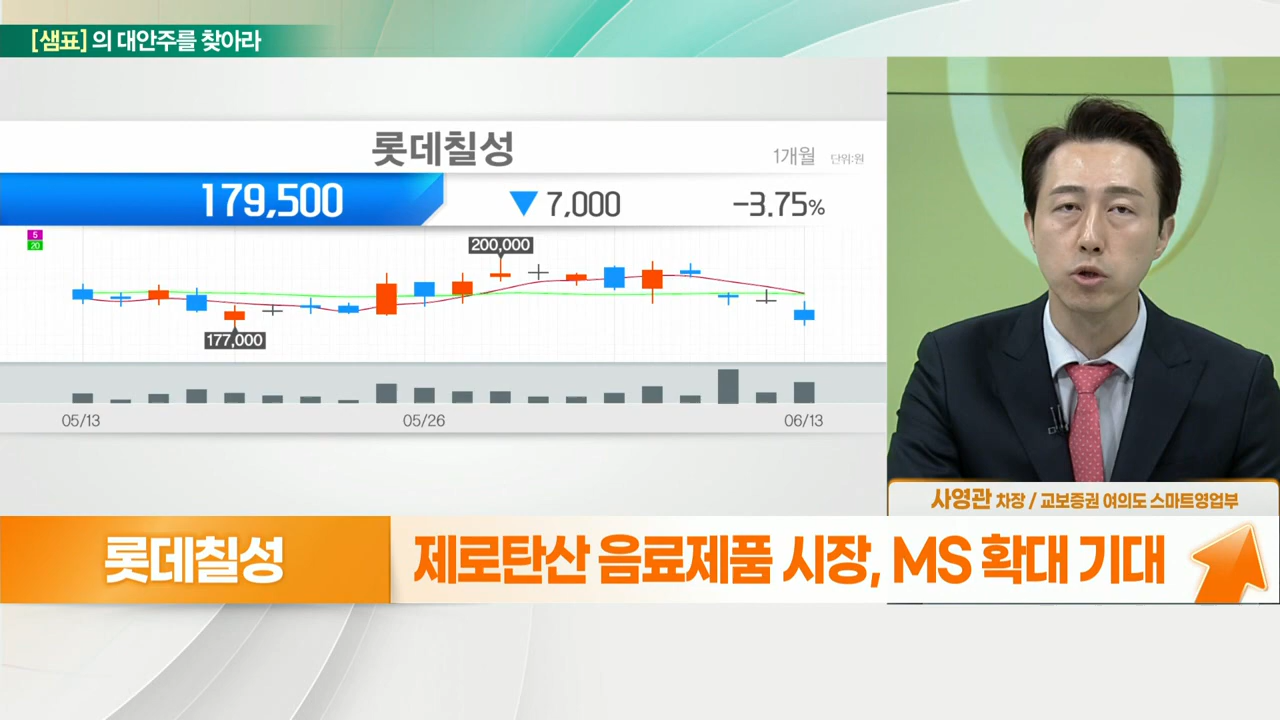 [샘표]의 대안주를 찾아라
롯데칠성
1개월 단위:원
179,500 ▼ 7,000 -3.75%
5
20
200,000
177,000
05/13 05/26 06/13
사영관 차장 / 교보증권 여의도 스마트영업부
롯데칠성 제로탄산 음료제품 시장, MS 확대 기대